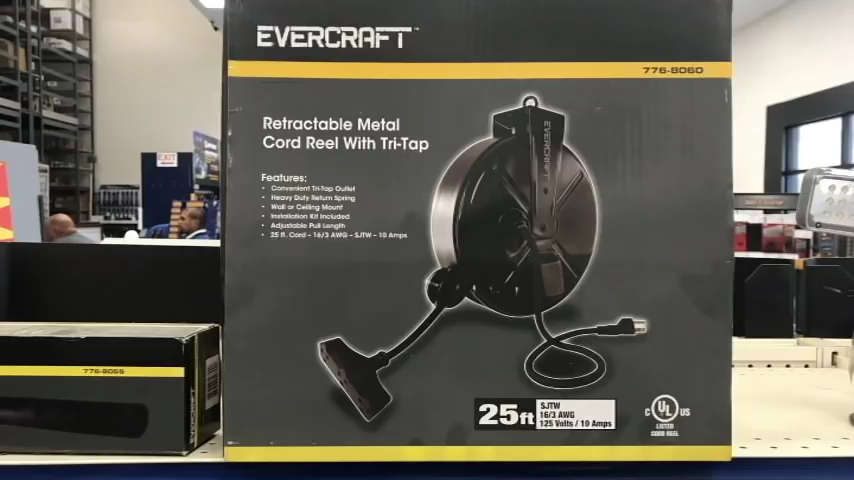 EVERCRAFT™
776-8060
Retractable Metal
Cord Reel With Tri-Tap
Features:
• Convenient Tri-Tap Outlet
• Heavy Duty Return Spring
• Wall or Ceiling Mount
• Installation Kit Included
• Adjustable Pull Length
• 25 ft. Cord - 16/3 AWG - SJTW - 10 Amps
EVERCRAFT
25ft
SJTW
16/3 AWG
125 Volts / 10 Amps
C UL US
LISTED
CORD REEL
EXIT
776-8055
EVERCRAFT